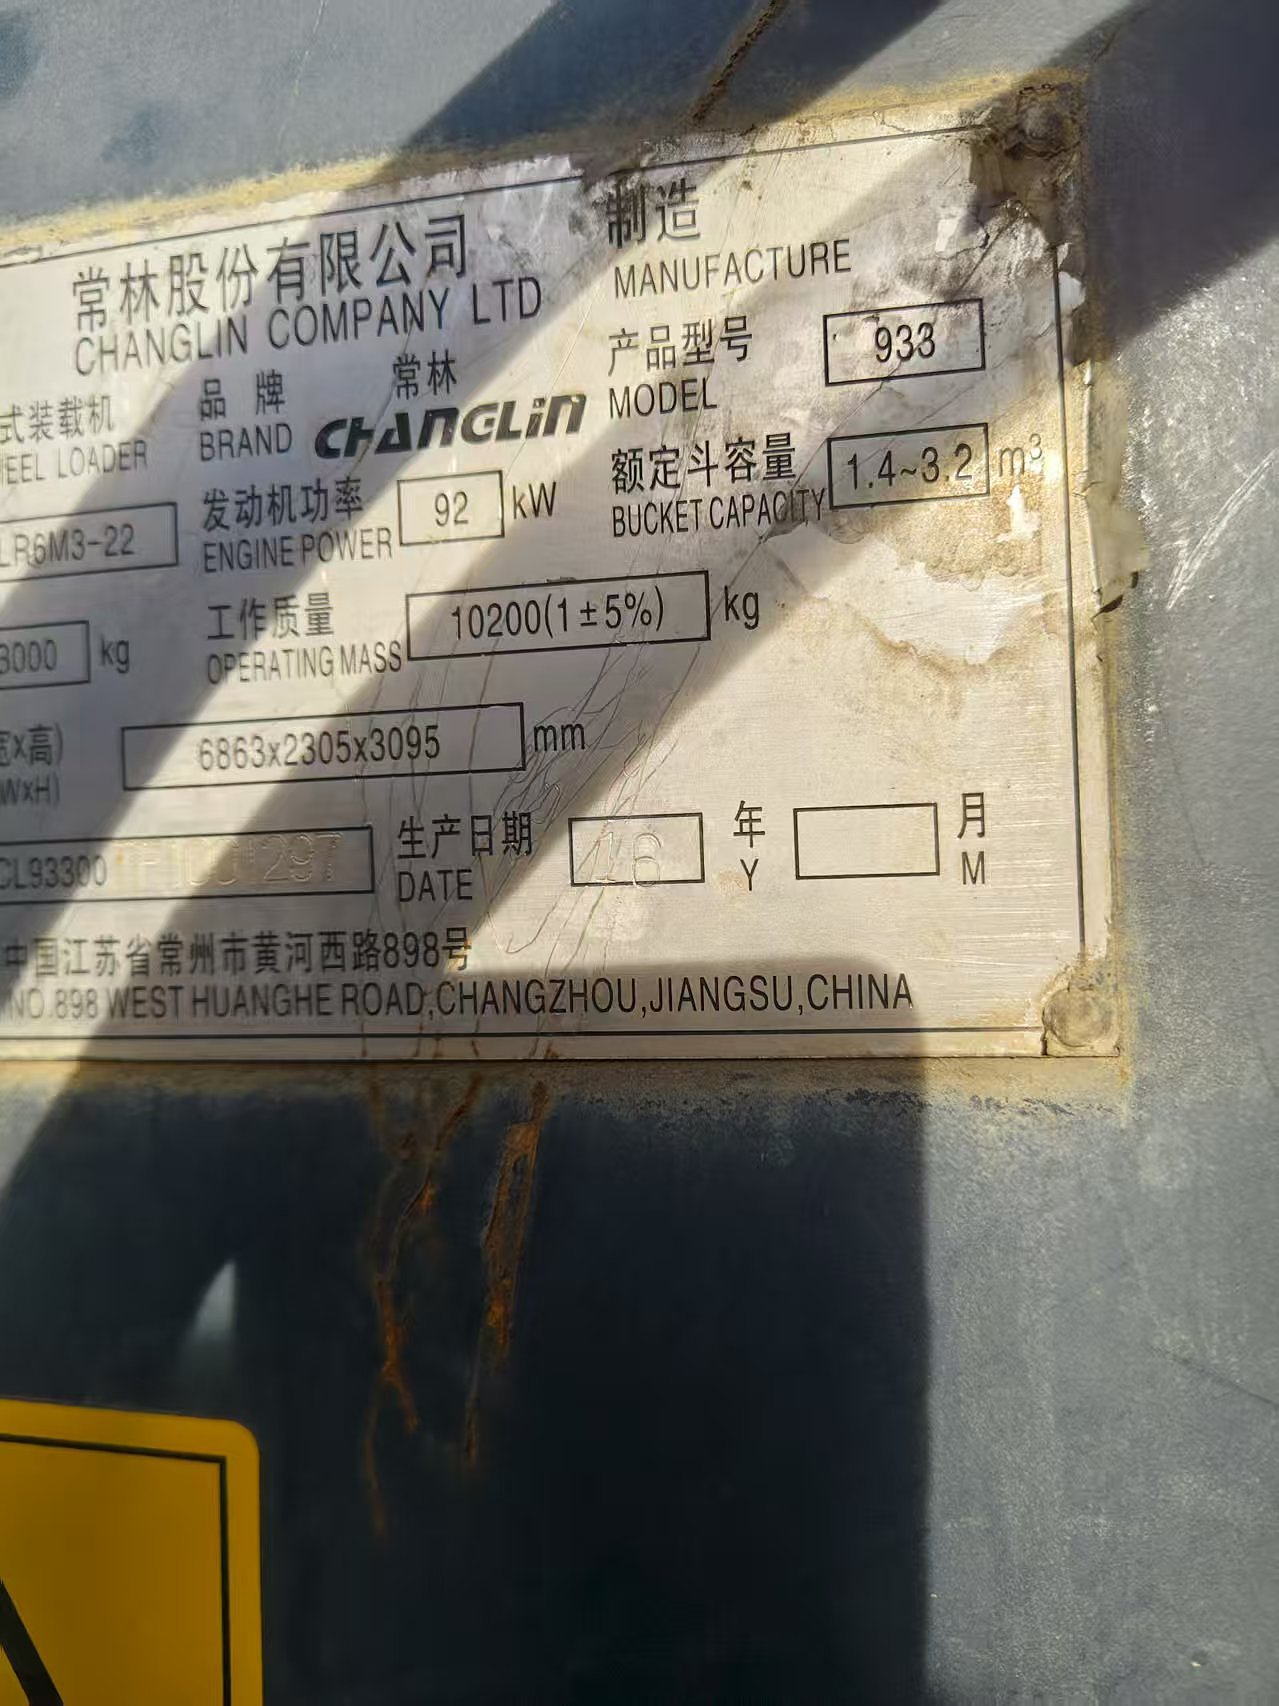 常林股份有限公司 制造
CHANGLIN COMPANY LTD MANUFACTURE
式装载机 品牌 常林 产品型号 933
EEL LOADER BRAND CHANGLIN MODEL
LR6M3-22 发动机功率 92 kW 额定斗容量 1.4~3.2 m³
ENGINE POWER BUCKET CAPACITY
3000 kg 工作质量 10200(1±5%) kg
OPERATING MASS
宽x高) 6863x2305x3095 mm
WxH)
CL93300 生产日期 16 年 月
DATE Y M
中国江苏省常州市黄河西路898号
NO.898 WEST HUANGHE ROAD,CHANGZHOU,JIANGSU,CHINA